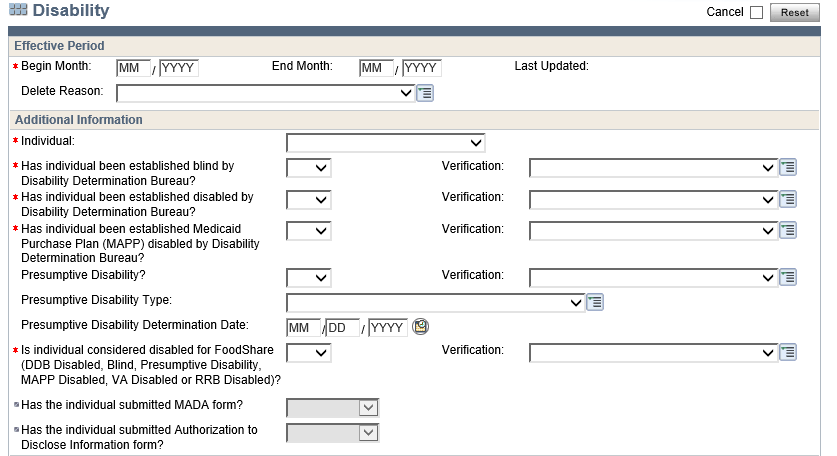 Disability
Cancel Reset
Effective Period
* Begin Month: MM / YYYY End Month: MM / YYYY Last Updated:
Delete Reason:
Additional Information
* Individual:
* Has individual been established blind by Verification:
Disability Determination Bureau?
* Has individual been established disabled by Verification:
Disability Determination Bureau?
* Has individual been established Medicaid Verification:
Purchase Plan (MAPP) disabled by Disability
Determination Bureau?
Presumptive Disability? Verification:
Presumptive Disability Type:
Presumptive Disability Determination Date: MM / DD / YYYY
* Is individual considered disabled for FoodShare Verification:
(DDB Disabled, Blind, Presumptive Disability,
MAPP Disabled, VA Disabled or RRB Disabled)?
Has the individual submitted MADA form?
Has the individual submitted Authorization to
Disclose Information form?